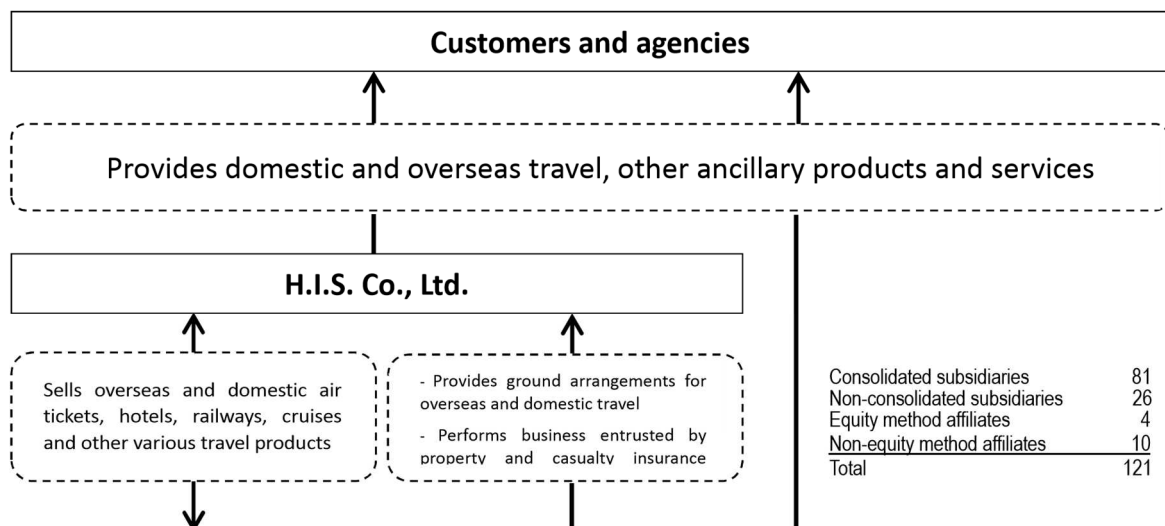 Customers and agencies
Provides domestic and overseas travel, other ancillary products and services
H.I.S. Co., Ltd.
Sells overseas and domestic air
tickets, hotels, railways, cruises
and other various travel products
- Provides ground arrangements for
overseas and domestic travel
- Performs business entrusted by
property and casualty insurance
Consolidated subsidiaries 81
Non-consolidated subsidiaries 26
Equity method affiliates 4
Non-equity method affiliates 10
Total 121